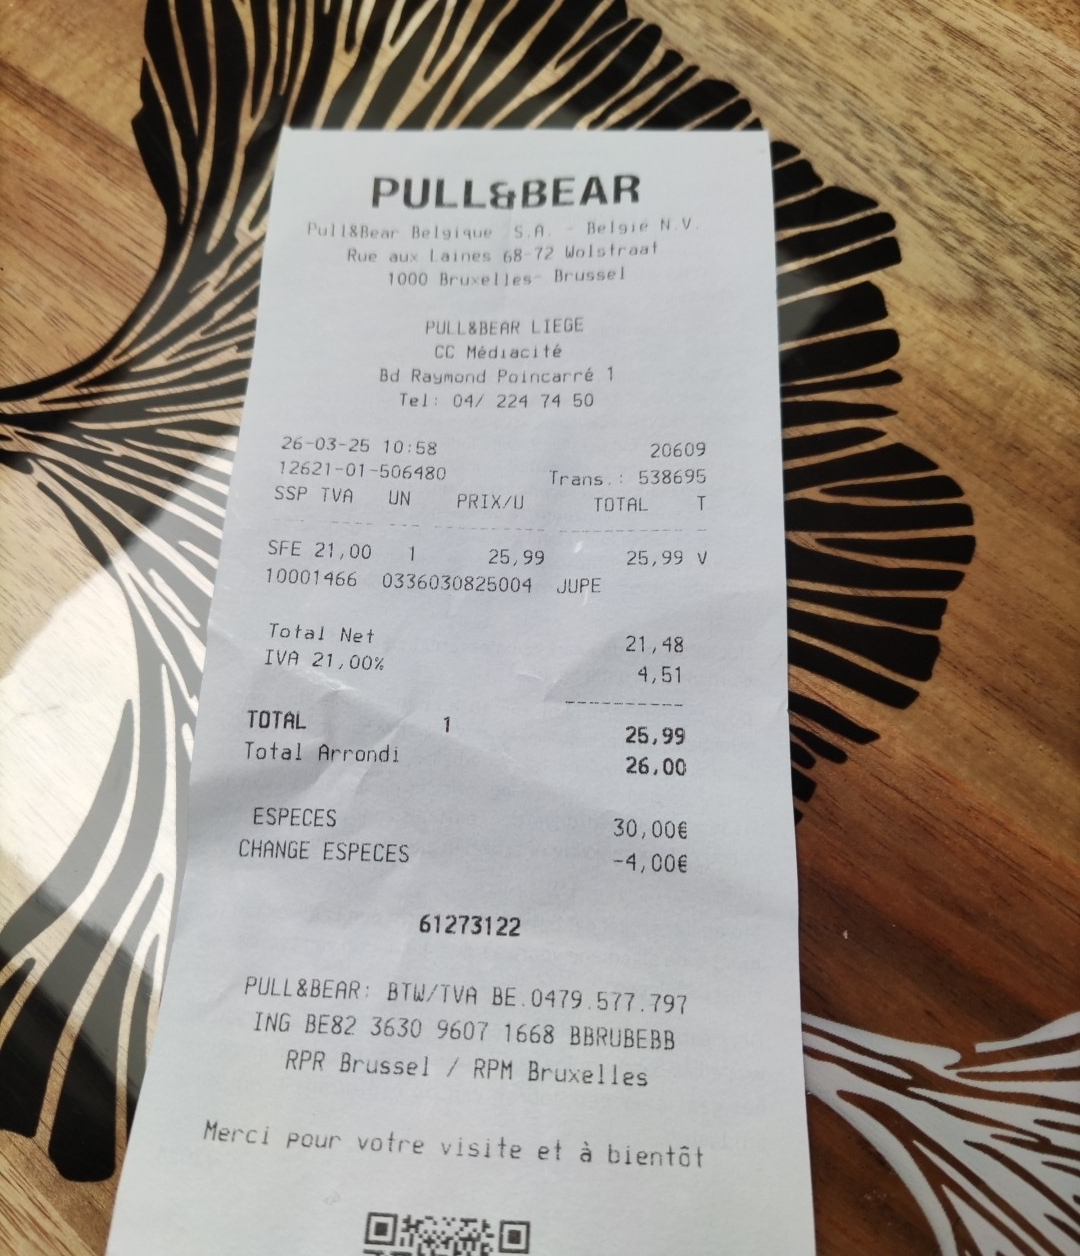 PULL&BEAR
Pull&Bear Belgique S.A. - Belgie N.V.
Rue aux Laines 68-72 Wolstraat
1000 Bruxelles- Brussel
PULL&BEAR LIEGE
CC Médiacité
Bd Raymond Poincarré 1
Tel: 04/ 224 74 50
26-03-25 10:58 20609
12621-01-506480 Trans.: 538695
SSP TVA UN PRIX/U TOTAL T
SFE 21,00 1 25,99 25,99 V
10001466 0336030825004 JUPE
Total Net 21,48
IVA 21,00% 4,51
TOTAL 1 25,99
Total Arrondi 26,00
ESPECES 30,00€
CHANGE ESPECES -4,00€
61273122
PULL&BEAR: BTW/TVA BE.0479.577.797
ING BE82 3630 9607 1668 BBRUBEBB
RPR Brussel / RPM Bruxelles
Merci pour votre visite et à bientôt